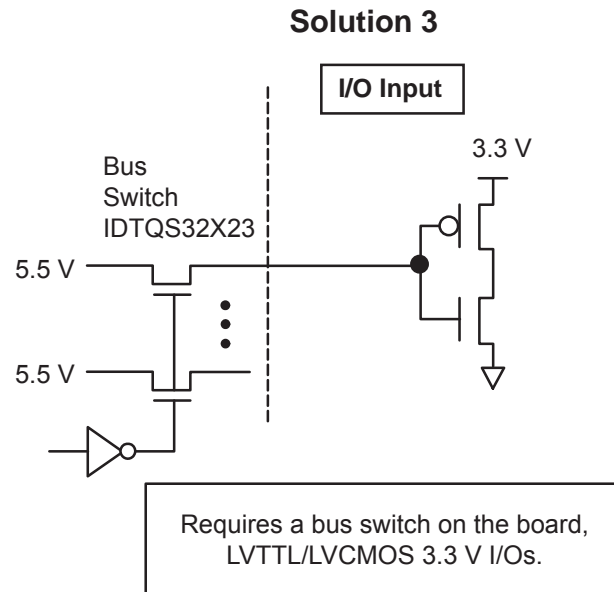 Solution 3
I/O Input
3.3 V
Bus
Switch
IDTQS32X23
5.5 V
5.5 V
Requires a bus switch on the board,
LVTTL/LVCMOS 3.3 V I/Os.